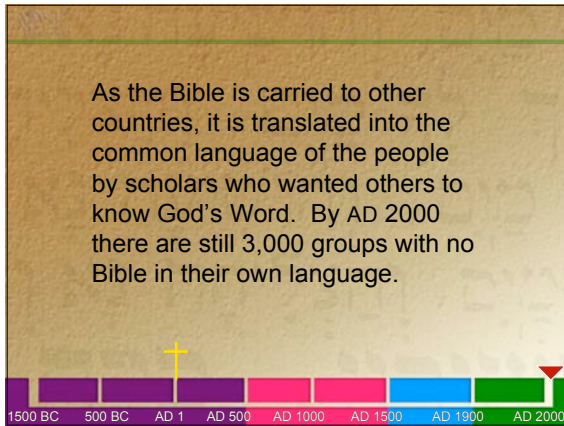 As the Bible is carried to other
countries, it is translated into the
common language of the people
by scholars who wanted others to
know God’s Word.  By AD 2000
there are still 3,000 groups with no
Bible in their own language.
1500 BC 500 BC AD 1 AD 500 AD 1000 AD 1500 AD 1900 AD 2000